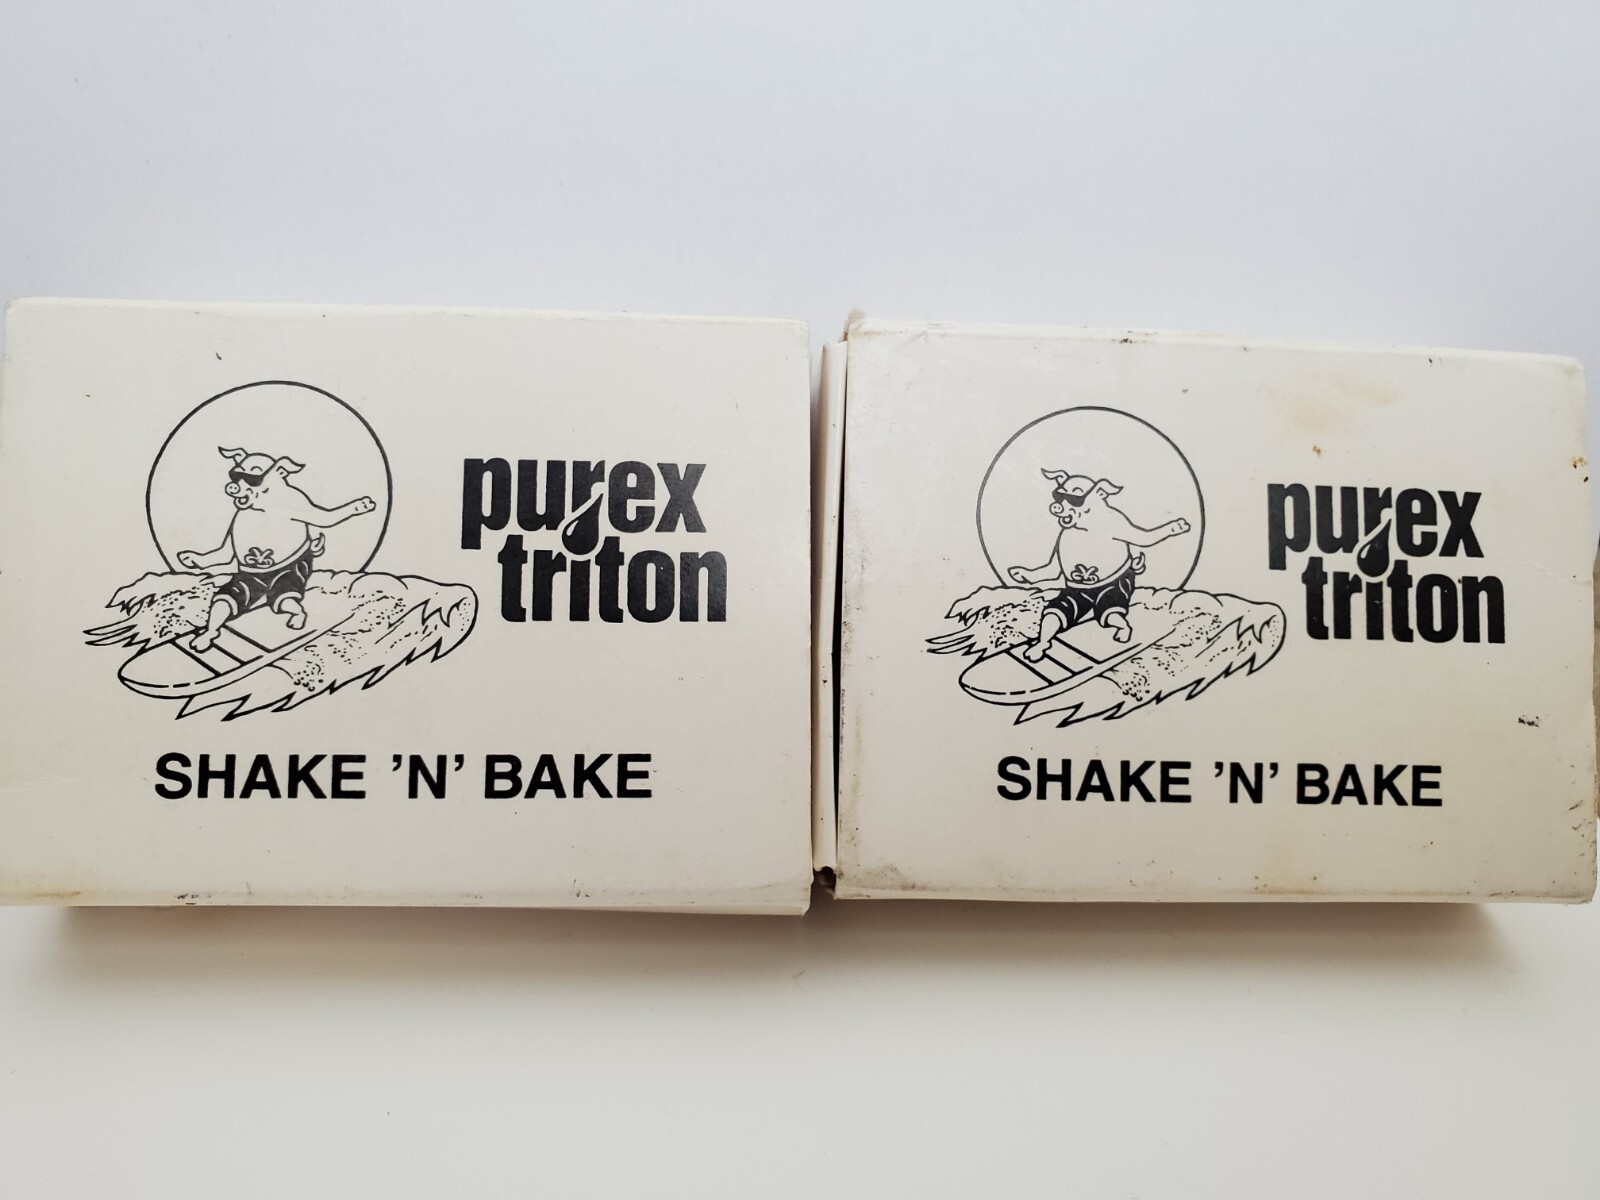 purex
triton
SHAKE 'N' BAKE
purex
triton
SHAKE 'N' BAKE